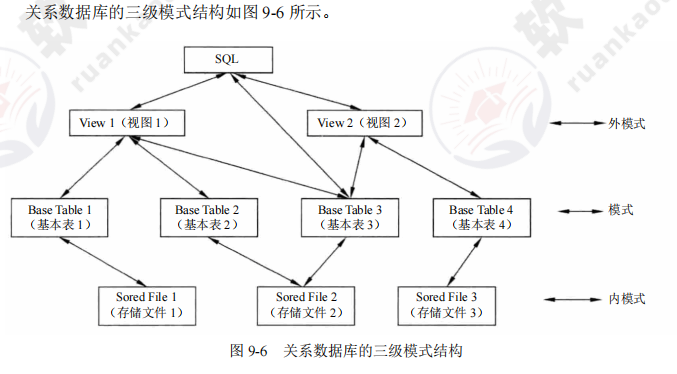 关系数据库的三级模式结构如图 9-6 所示。
SQL
View 1（视图 1） View 2（视图 2） 外模式
Base Table 1 Base Table 2 Base Table 3 Base Table 4
（基本表 1） （基本表 2） （基本表 3） （基本表 4） 模式
Sored File 1 Sored File 2 Sored File 3
（存储文件 1） （存储文件 2） （存储文件 3） 内模式
图 9-6 关系数据库的三级模式结构
软
ruankao
软
ruankao